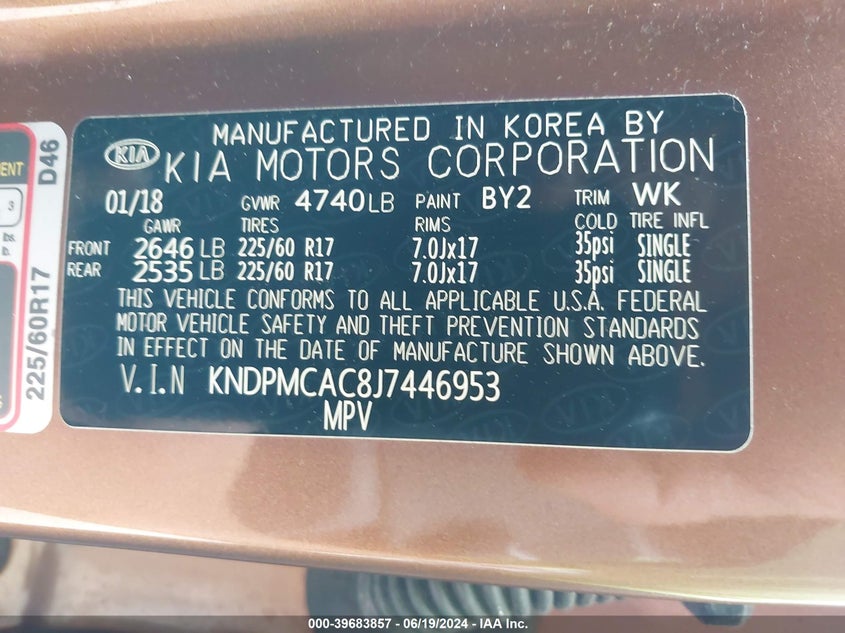 MANUFACTURED IN KOREA BY
KIA KIA MOTORS CORPORATION
01/18 GVWR 4740 LB PAINT BY2 TRIM WK
GAWR TIRES RIMS COLD TIRE INFL
FRONT 2646 LB 225/60 R17 7.0Jx17 35psi SINGLE
REAR 2535 LB 225/60 R17 7.0Jx17 35psi SINGLE
THIS VEHICLE CONFORMS TO ALL APPLICABLE U.S.A. FEDERAL
MOTOR VEHICLE SAFETY AND THEFT PREVENTION STANDARDS
IN EFFECT ON THE DATE OF MANUFACTURE SHOWN ABOVE.
V.I.N KNDPMCAC8J7446953
MPV
225/60R17 D46
3
lbs.
000-39683857 - 06/19/2024 - IAA Inc.